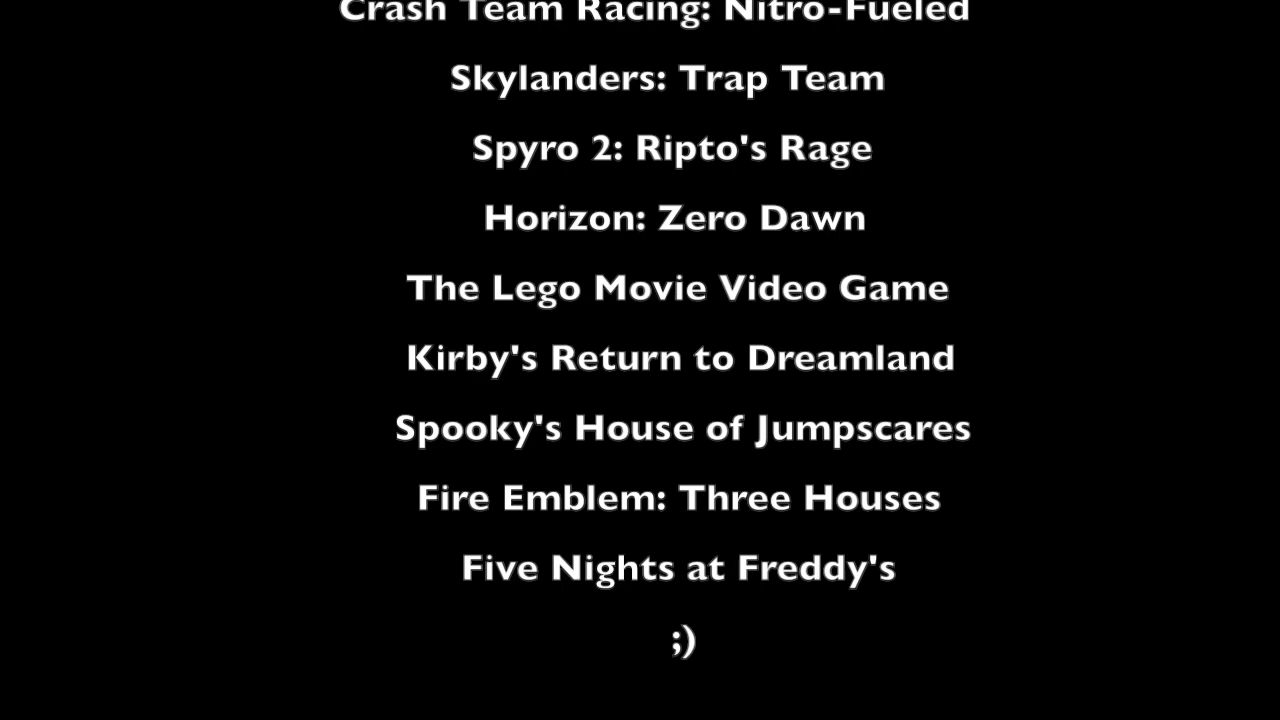 Crash Team Racing: Nitro-Fueled
Skylanders: Trap Team
Spyro 2: Ripto's Rage
Horizon: Zero Dawn
The Lego Movie Video Game
Kirby's Return to Dreamland
Spooky's House of Jumpscares
Fire Emblem: Three Houses
Five Nights at Freddy's
;)